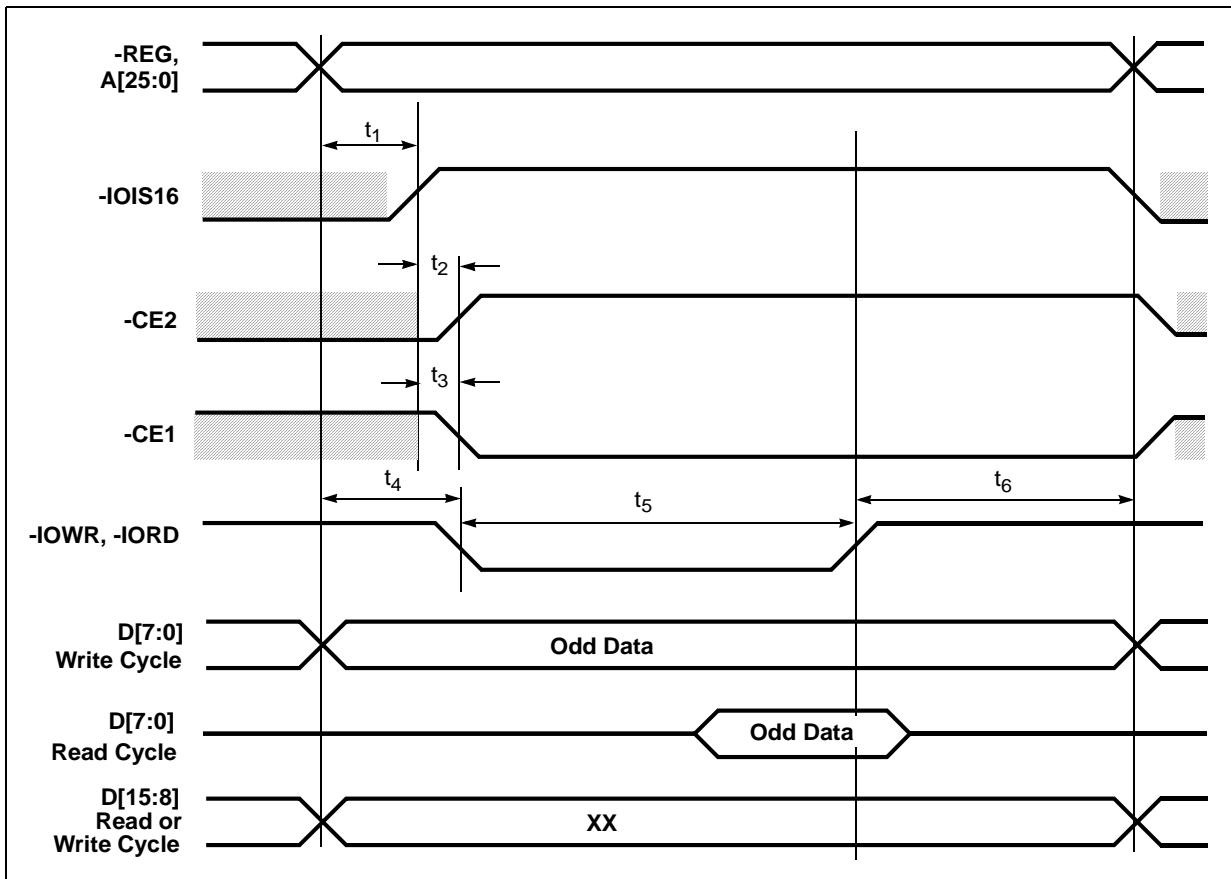 -REG,
A[25:0]
t1
-IOIS16
t2
-CE2
t3
-CE1
t4
t5
t6
-IOWR, -IORD
D[7:0]
Write Cycle
Odd Data
D[7:0]
Read Cycle
Odd Data
D[15:8]
Read or
Write Cycle
XX